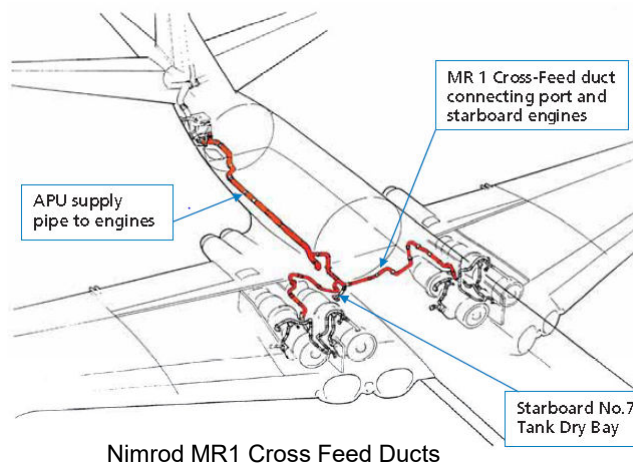 MR 1 Cross-Feed duct
connecting port and
starboard engines
APU supply
pipe to engines
Starboard No.7
Tank Dry Bay
Nimrod MR1 Cross Feed Ducts